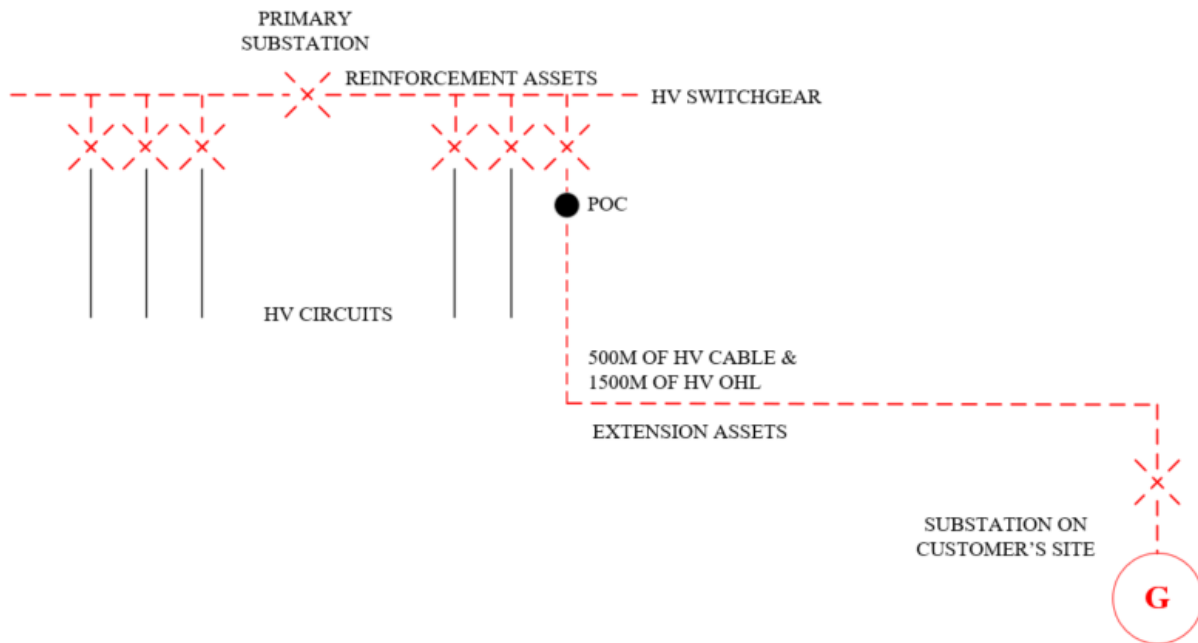 PRIMARY
SUBSTATION
REINFORCEMENT ASSETS
HV SWITCHGEAR
POC
HV CIRCUITS
500M OF HV CABLE &
1500M OF HV OHL
EXTENSION ASSETS
SUBSTATION ON
CUSTOMER'S SITE
G